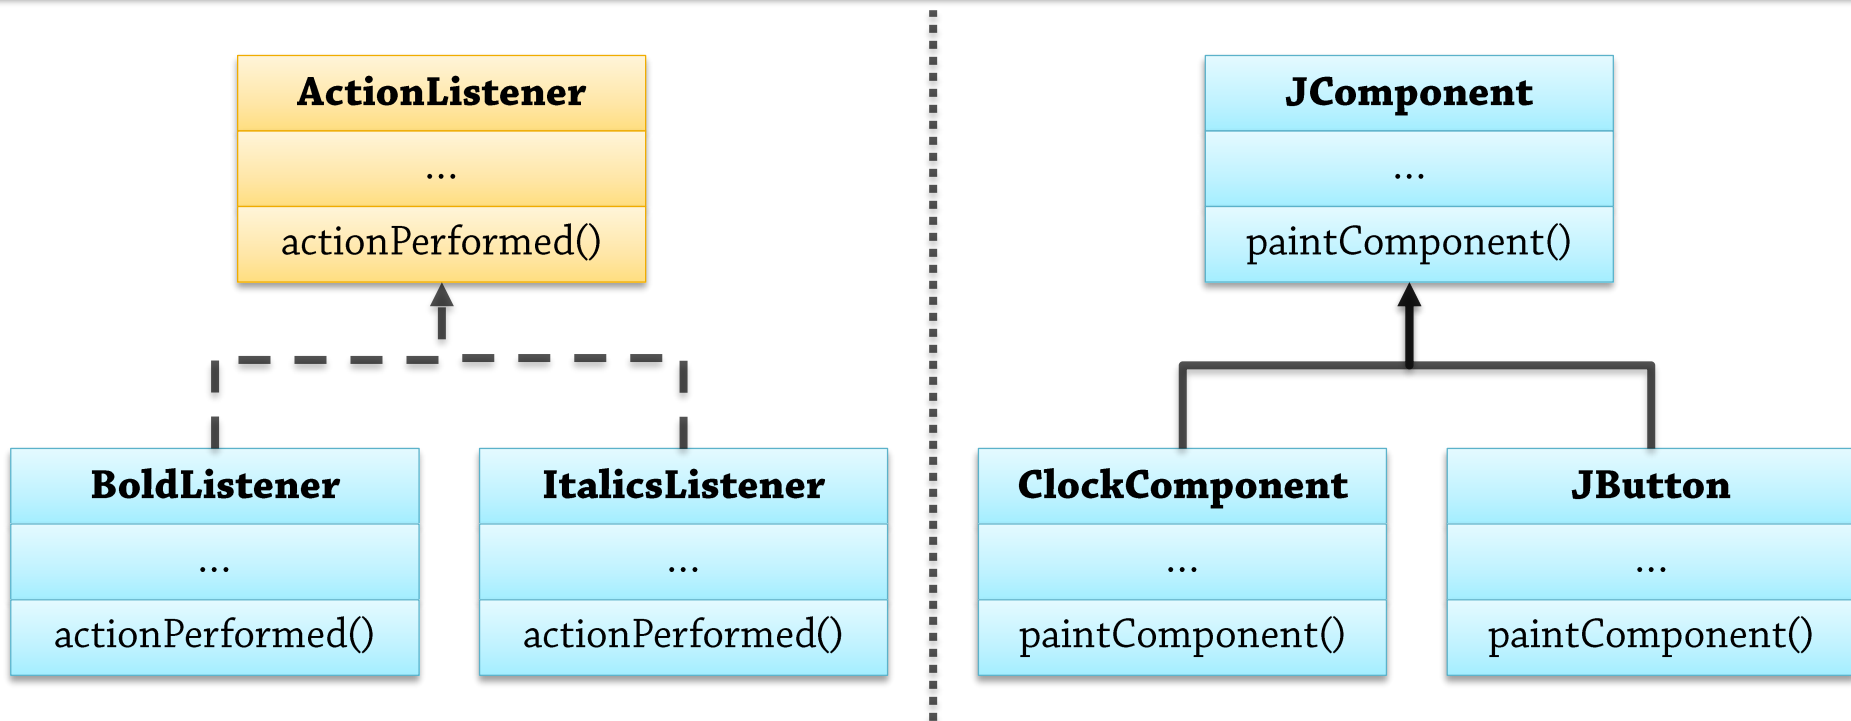 ActionListener
...
actionPerformed()
BoldListener
...
actionPerformed()
ItalicsListener
...
actionPerformed()
JComponent
...
paintComponent()
ClockComponent
...
paintComponent()
JButton
...
paintComponent()